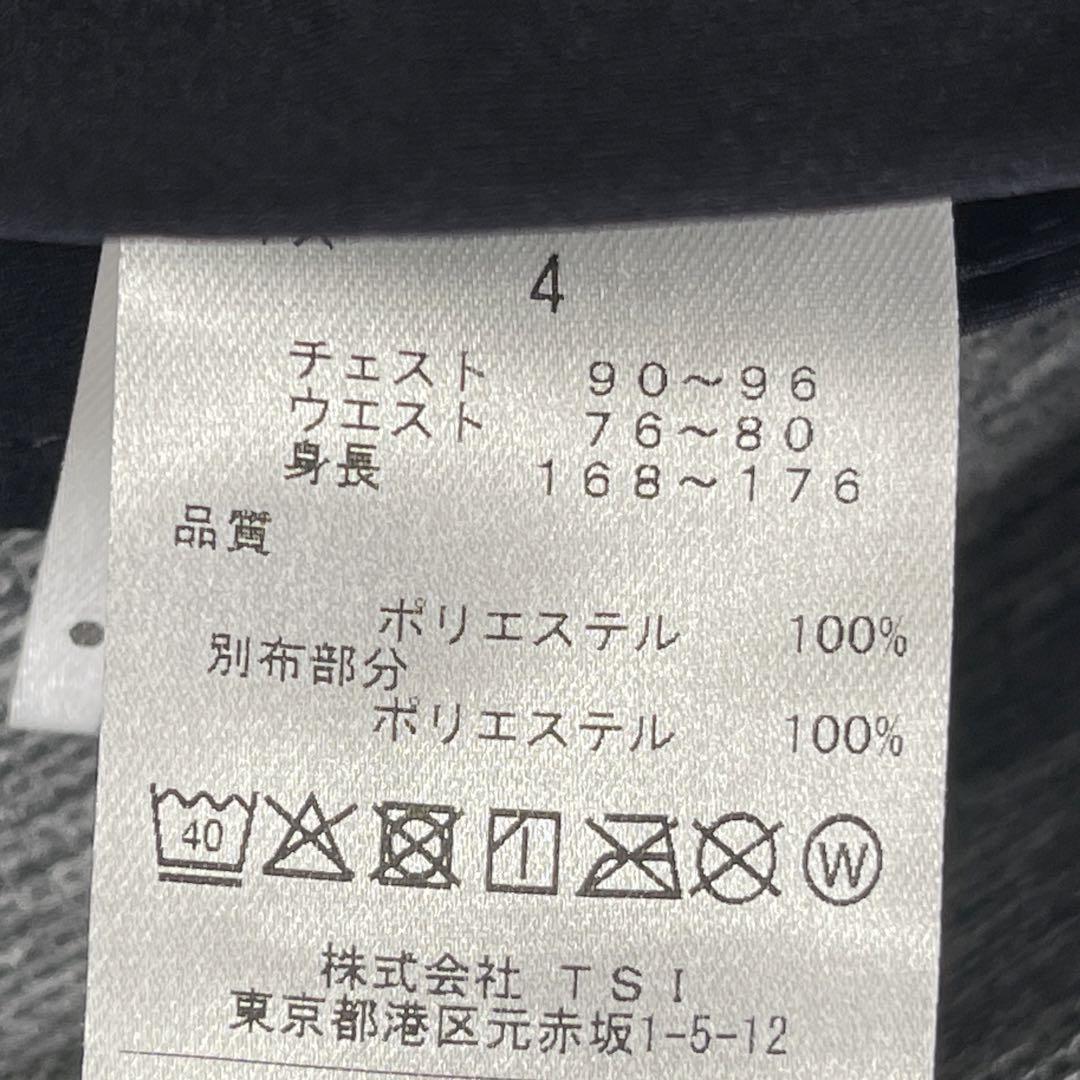 4
チェスト 90～96
ウエスト 76～80
身長 168～176
品質
ポリエステル 100%
別布部分
ポリエステル 100%
40 W
株式会社 TSI
東京都港区元赤坂1-5-12